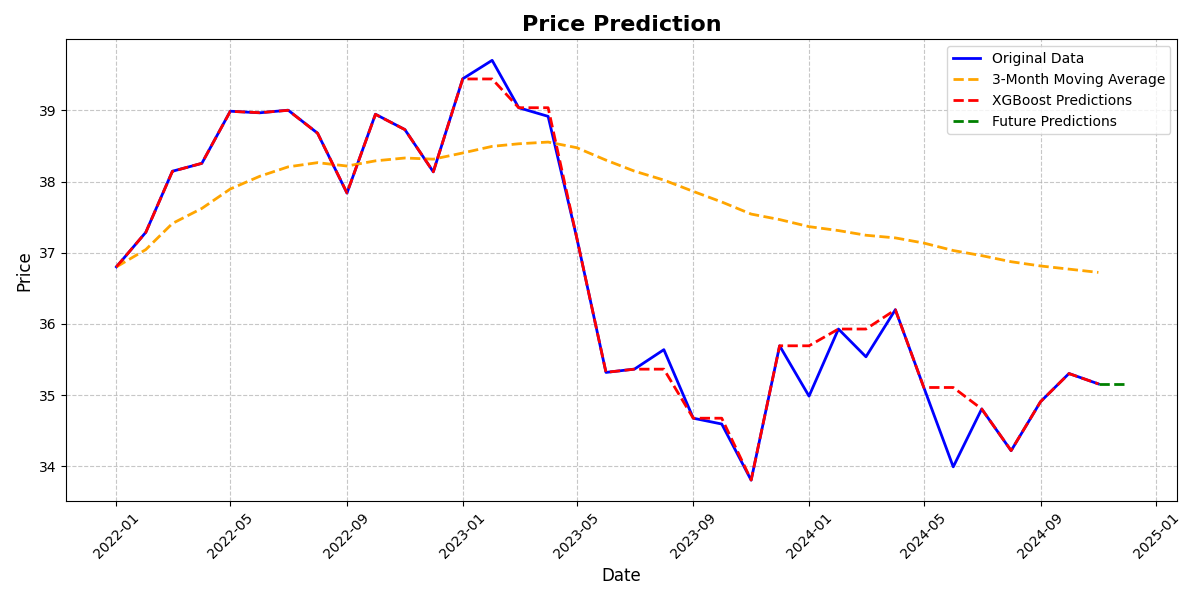 Price Prediction
Original Data
3-Month Moving Average
XGBoost Predictions
Future Predictions
Price
39
38
37
36
35
34
2022-01
2022-05
2022-09
2023-01
2023-05
2023-09
2024-01
2024-05
2024-09
2025-01
Date